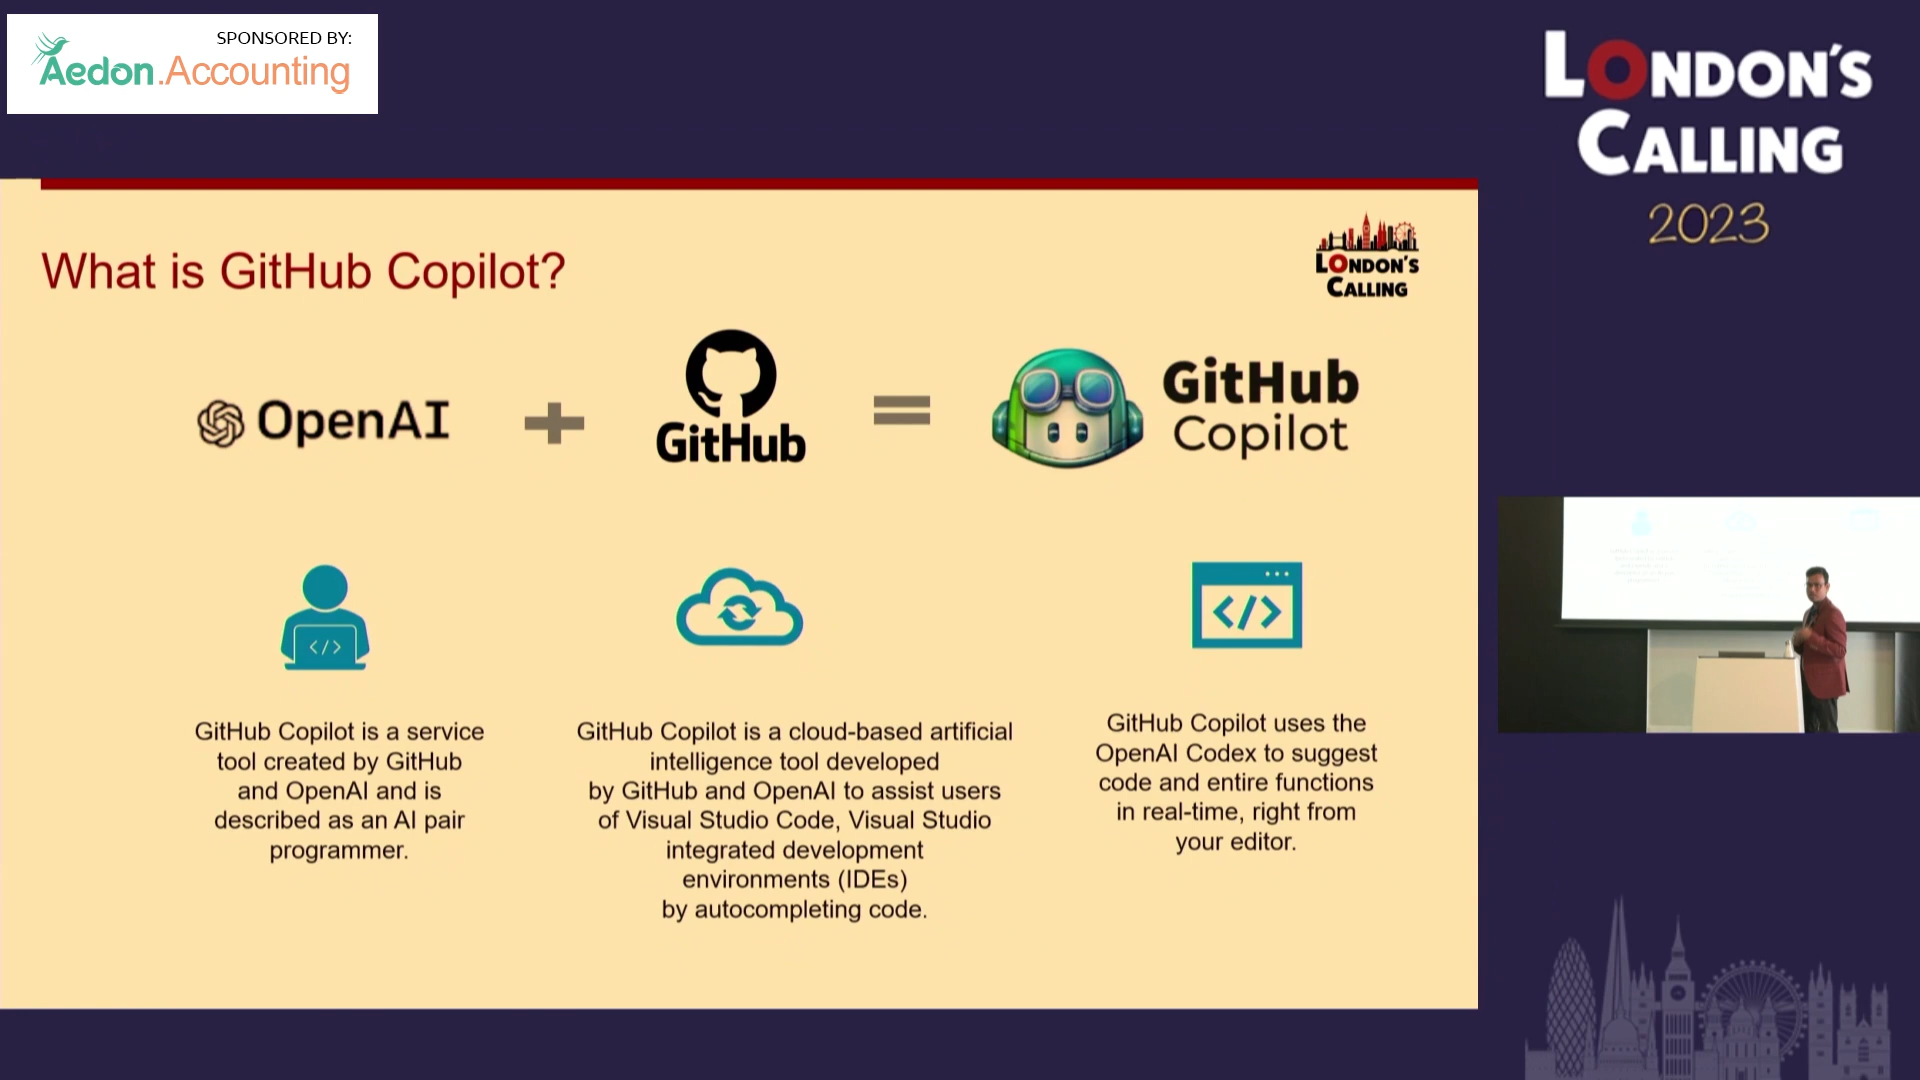 SPONSORED BY:
Aedon.Accounting
LONDON'S
CALLING
2023
What is GitHub Copilot?
LONDON'S
CALLING
OpenAI
GitHub
GitHub
Copilot
</>
</>
GitHub Copilot is a service
tool created by GitHub
and OpenAI and is
described as an AI pair
programmer.
GitHub Copilot is a cloud-based artificial
intelligence tool developed
by GitHub and OpenAI to assist users
of Visual Studio Code, Visual Studio
integrated development
environments (IDEs)
by autocompleting code.
GitHub Copilot uses the
OpenAI Codex to suggest
code and entire functions
in real-time, right from
your editor.